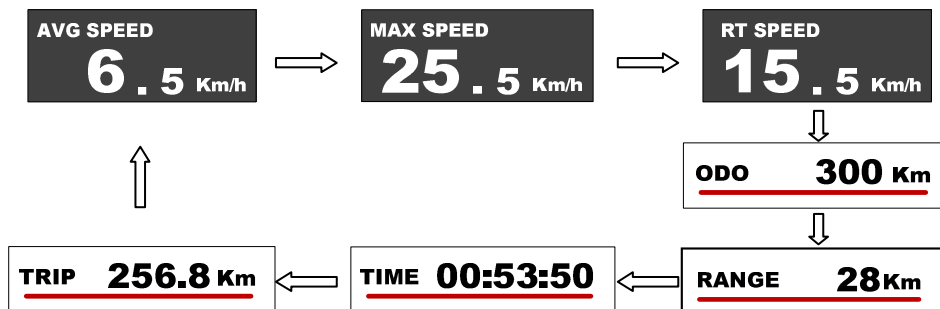 AVG SPEED
6.5 Km/h
MAX SPEED
25.5 Km/h
RT SPEED
15.5 Km/h
ODO 300 Km
RANGE 28Km
TIME 00:53:50
TRIP 256.8 Km